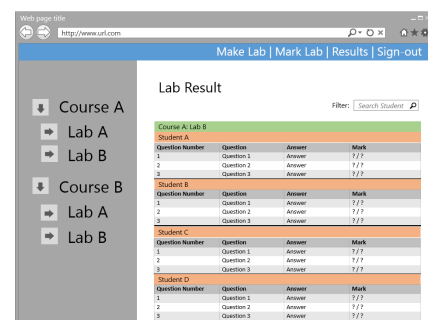 Web page title
http://www.url.com
Make Lab | Mark Lab | Results | Sign-out
Course A
Lab A
Lab B
Course B
Lab A
Lab B
Lab Result
Filter: Search Student
Course A: Lab B
Student A
Question Number Question Answer Mark
1 Question 1 Answer ? / ?
2 Question 2 Answer ? / ?
3 Question 3 Answer ? / ?
Student B
Question Number Question Answer Mark
1 Question 1 Answer ? / ?
2 Question 2 Answer ? / ?
3 Question 3 Answer ? / ?
Student C
Question Number Question Answer Mark
1 Question 1 Answer ? / ?
2 Question 2 Answer ? / ?
3 Question 3 Answer ? / ?
Student D
Question Number Question Answer Mark
1 Question 1 Answer ? / ?
2 Question 2 Answer ? / ?
3 Question 3 Answer ? / ?